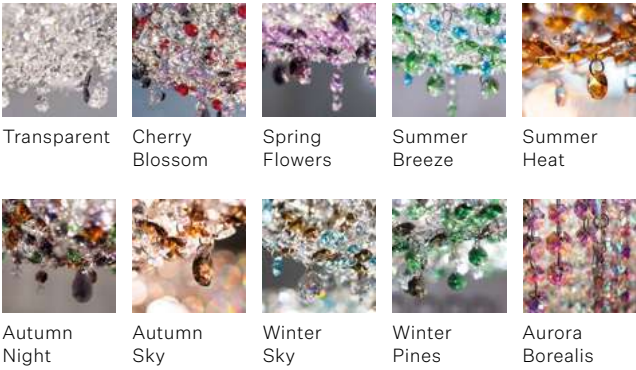 Transparent
Cherry
Blossom
Spring
Flowers
Summer
Breeze
Summer
Heat
Autumn
Night
Autumn
Sky
Winter
Sky
Winter
Pines
Aurora
Borealis